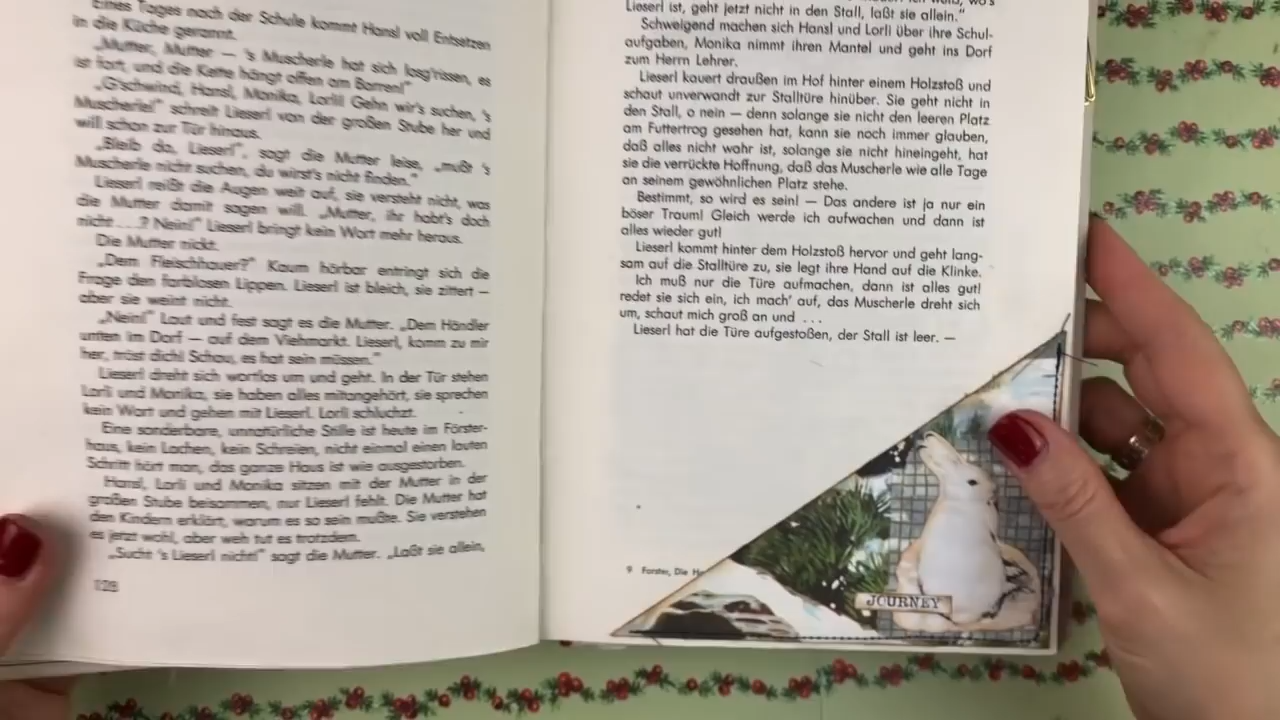 Eines Tages nach der Schule kommt Hansl voll Entsetzen
in die Küche gerannt.
„Mutter, Mutter — 's Muscherle hat sich losg'rissen, es
ist fort, und die Kette hängt offen am Barren!"
„G'schwind, Hansl, Monika, Lorli! Gehn wir's suchen, 's
Muscherle!" schreit Lieserl von der großen Stube her und
will schon zur Tür hinaus.
„Bleib da, Lieserl", sagt die Mutter leise, „mußt 's
Muscherle nicht suchen, du wirst's nicht finden."
Lieserl reißt die Augen weit auf, sie versteht nicht, was
die Mutter damit sagen will. „Mutter, ihr habt's doch
nicht . . . ? Nein!" Lieserl bringt kein Wort mehr heraus.
Die Mutter nickt.
„Dem Fleischhauer?" Kaum hörbar entringt sich die
Frage den farblosen Lippen. Lieserl ist bleich, sie zittert —
aber sie weint nicht.
„Nein!" Laut und fest sagt es die Mutter. „Dem Händler
unten im Dorf — auf dem Viehmarkt. Lieserl, komm zu mir
her, tröst dich! Schau, es hat sein müssen."
Lieserl dreht sich wortlos um und geht. In der Tür stehen
Lorli und Monika, sie haben alles mitangehört, sie sprechen
kein Wort und gehen mit Lieserl. Lorli schluchzt.
Eine sonderbare, unnatürliche Stille ist heute im Förster-
haus, kein Lachen, kein Schreien, nicht einmal einen lauten
Schritt hört man, das ganze Haus ist wie ausgestorben.
Hansl, Lorli und Monika sitzen mit der Mutter in der
großen Stube beisammen, nur Lieserl fehlt. Die Mutter hat
den Kindern erklärt, warum es so sein mußte. Sie verstehen
es jetzt wohl, aber weh tut es trotzdem.
„Sucht 's Lieserl nicht!" sagt die Mutter. „Laßt sie allein,
128
Lieserl ist, geht jetzt nicht in den Stall, laßt sie allein."
Schweigend machen sich Hansl und Lorli über ihre Schul-
aufgaben, Monika nimmt ihren Mantel und geht ins Dorf
zum Herrn Lehrer.
Lieserl kauert draußen im Hof hinter einem Holzstoß und
schaut unverwandt zur Stalltüre hinüber. Sie geht nicht in
den Stall, o nein — denn solange sie nicht den leeren Platz
am Futtertrog gesehen hat, kann sie noch immer glauben,
daß alles nicht wahr ist, solange sie nicht hineingeht, hat
sie die verrückte Hoffnung, daß das Muscherle wie alle Tage
an seinem gewöhnlichen Platz stehe.
Bestimmt, so wird es sein! — Das andere ist ja nur ein
böser Traum! Gleich werde ich aufwachen und dann ist
alles wieder gut!
Lieserl kommt hinter dem Holzstoß hervor und geht lang-
sam auf die Stalltüre zu, sie legt ihre Hand auf die Klinke.
Ich muß nur die Türe aufmachen, dann ist alles gut!
redet sie sich ein, ich mach' auf, das Muscherle dreht sich
um, schaut mich groß an und . . .
Lieserl hat die Türe aufgestoßen, der Stall ist leer. —
9 Forster, Die
JOURNEY